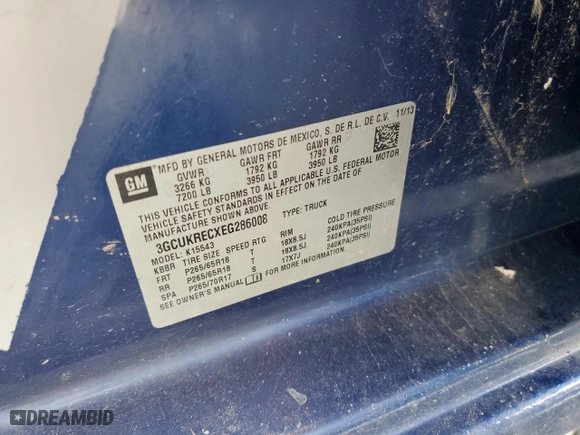 GM
MFD BY GENERAL MOTORS DE MEXICO, S. DE R.L. DE C.V. 11/13
GVWR GAWR FRT GAWR RR
3266 KG 1792 KG 1792 KG
7200 LB 3950 LB 3950 LB
THIS VEHICLE CONFORMS TO ALL APPLICABLE U.S. FEDERAL MOTOR
VEHICLE SAFETY STANDARDS IN EFFECT ON THE DATE OF
MANUFACTURE SHOWN ABOVE.
3GCUKRECXEG286008 TYPE: TRUCK
MODEL: K15543
KBBR TIRE SIZE SPEED RTG RIM COLD TIRE PRESSURE
FRT P265/65R18 T 18X8.5J 240KPA(35PSI)
RR P265/65R18 T 18X8.5J 240KPA(35PSI)
SPA P265/70R17 S 17X7J 240KPA(35PSI)
SEE OWNER'S MANUAL
DREAMBID